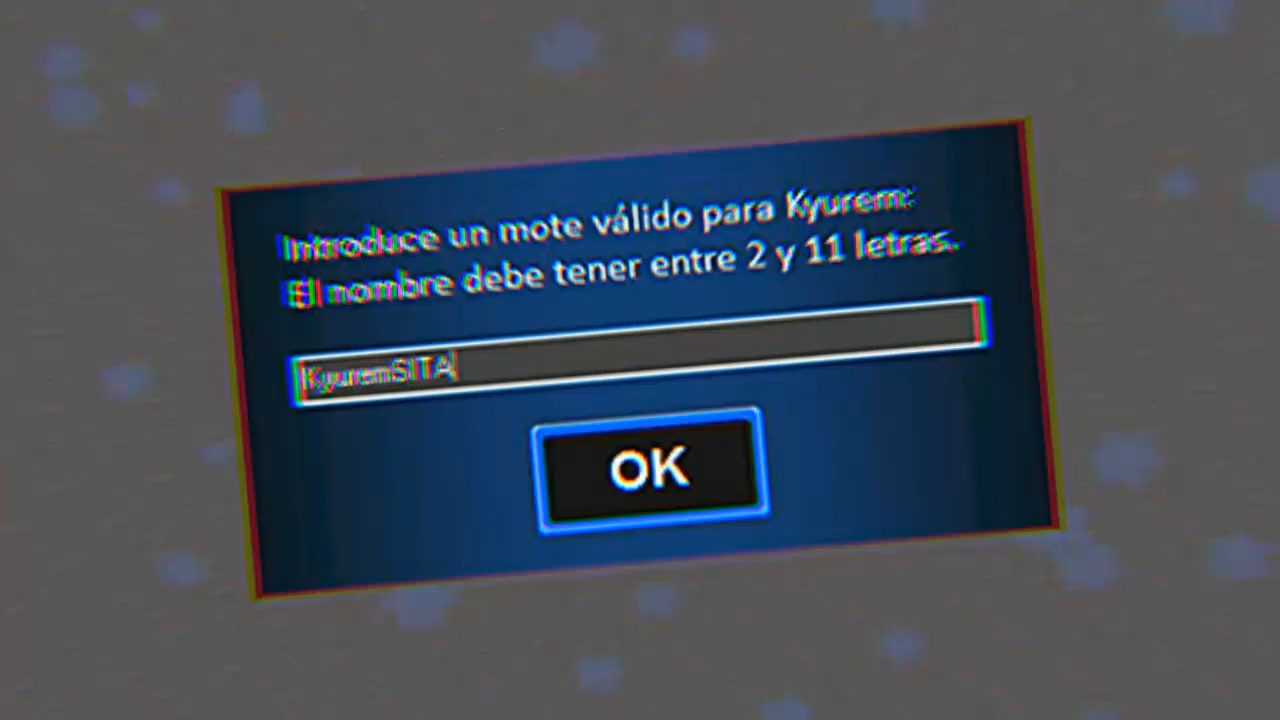 Introduce un mote válido para Kyurem:
El nombre debe tener entre 2 y 11 letras.
KyuremSITA
OK